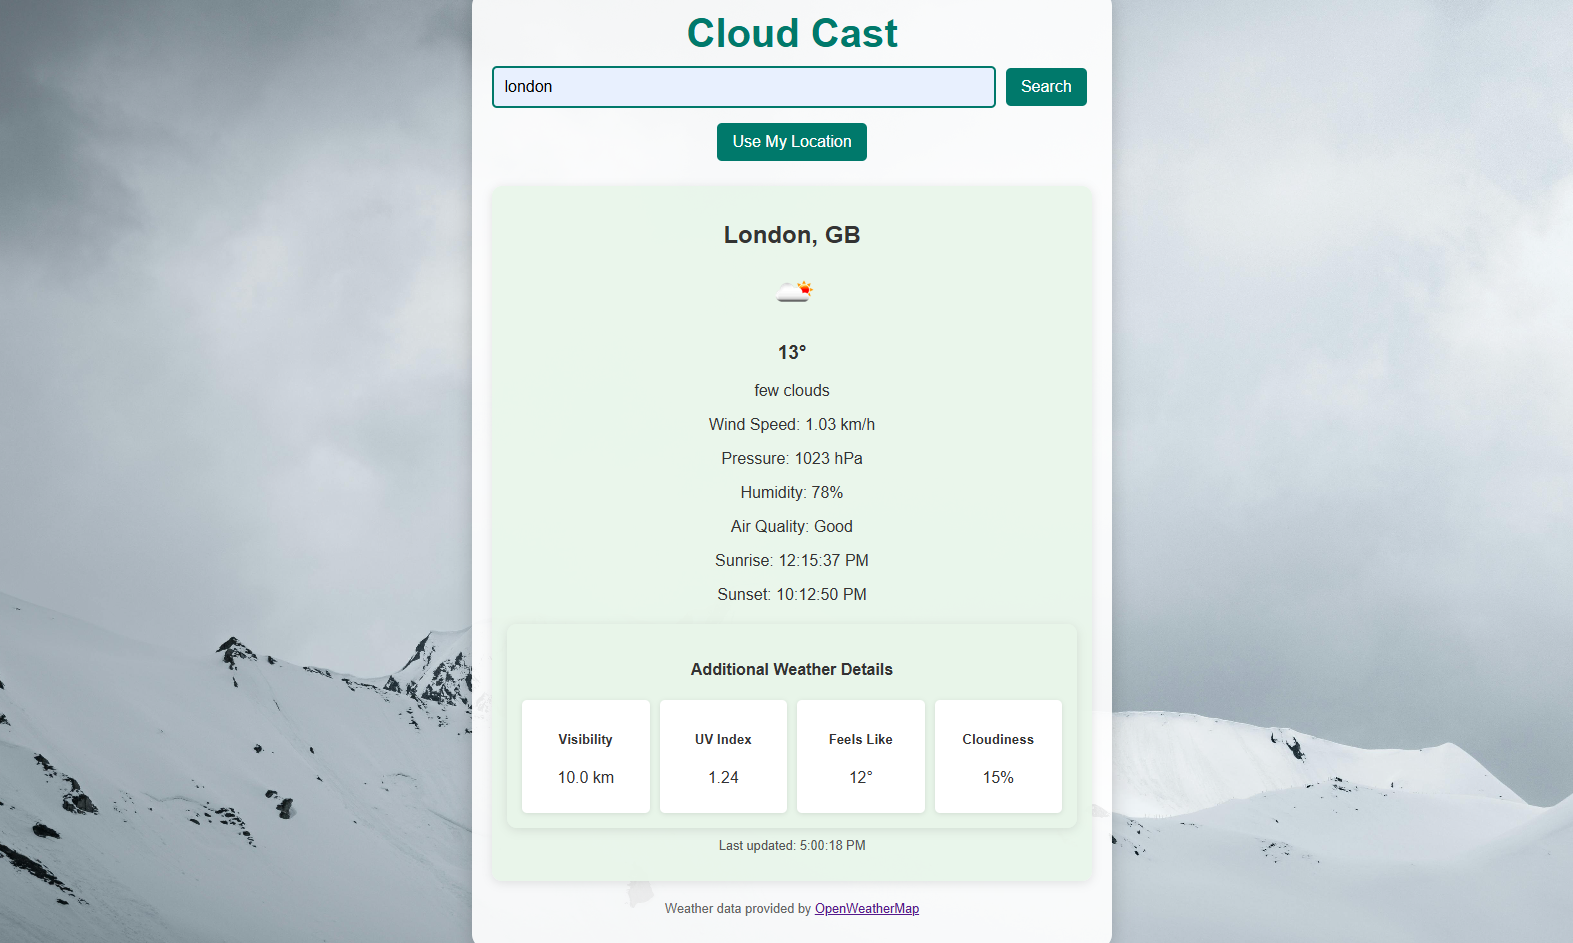 Cloud Cast
london
Search
Use My Location
London, GB
13°
few clouds
Wind Speed: 1.03 km/h
Pressure: 1023 hPa
Humidity: 78%
Air Quality: Good
Sunrise: 12:15:37 PM
Sunset: 10:12:50 PM
Additional Weather Details
Visibility
10.0 km
UV Index
1.24
Feels Like
12°
Cloudiness
15%
Last updated: 5:00:18 PM
Weather data provided by OpenWeatherMap